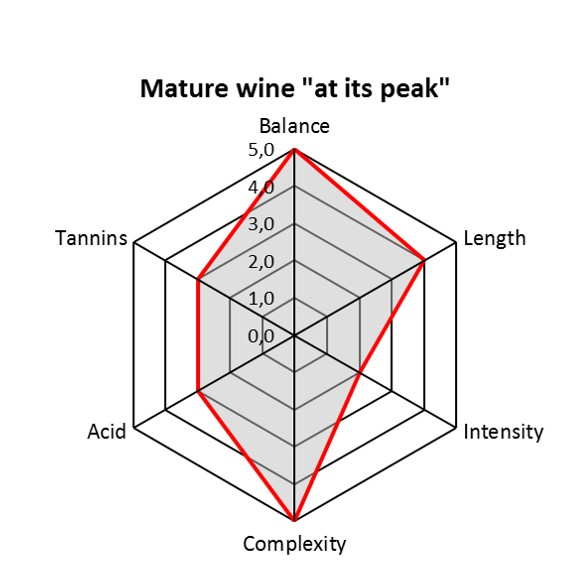 Mature wine "at its peak"
Balance
5,0
4,0
Tannins
Length
3,0
2,0
1,0
0,0
Acid
Intensity
Complexity